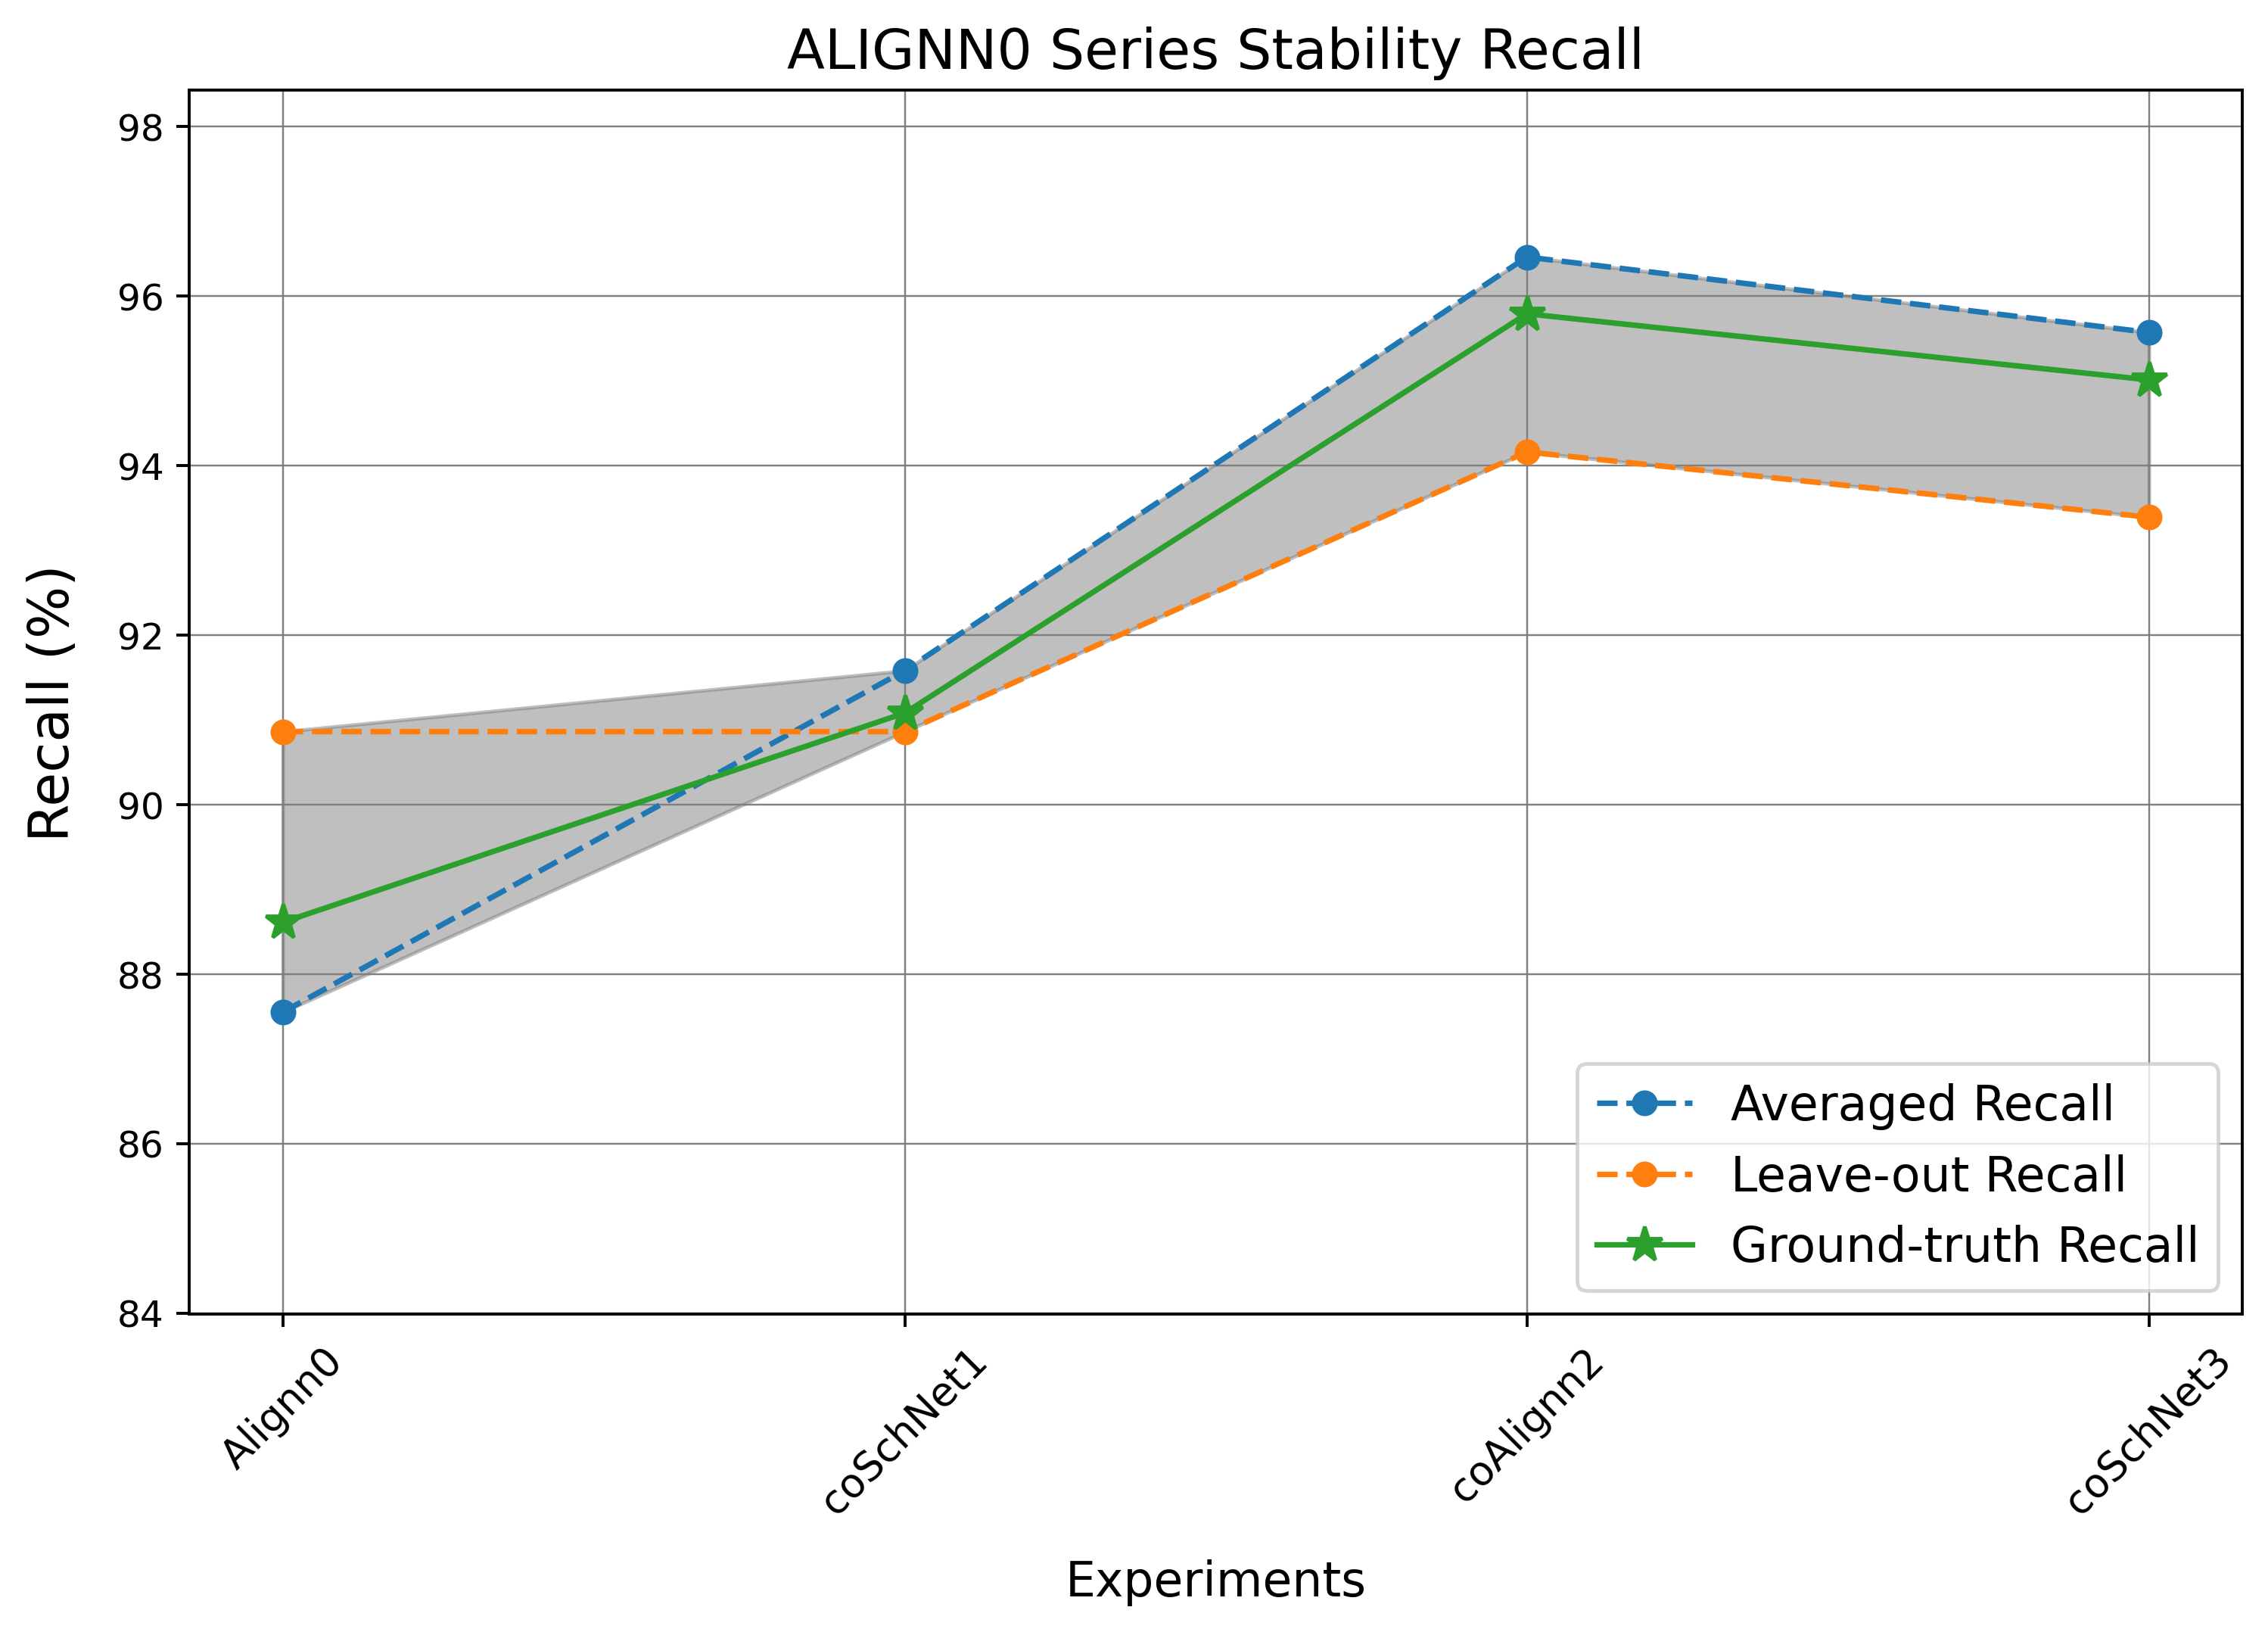 ALIGNN0 Series Stability Recall
98
96
94
92
90
88
86
84
Recall (%)
Averaged Recall
Leave-out Recall
Ground-truth Recall
Alignn0
coSchNet1
coAlignn2
coSchNet3
Experiments